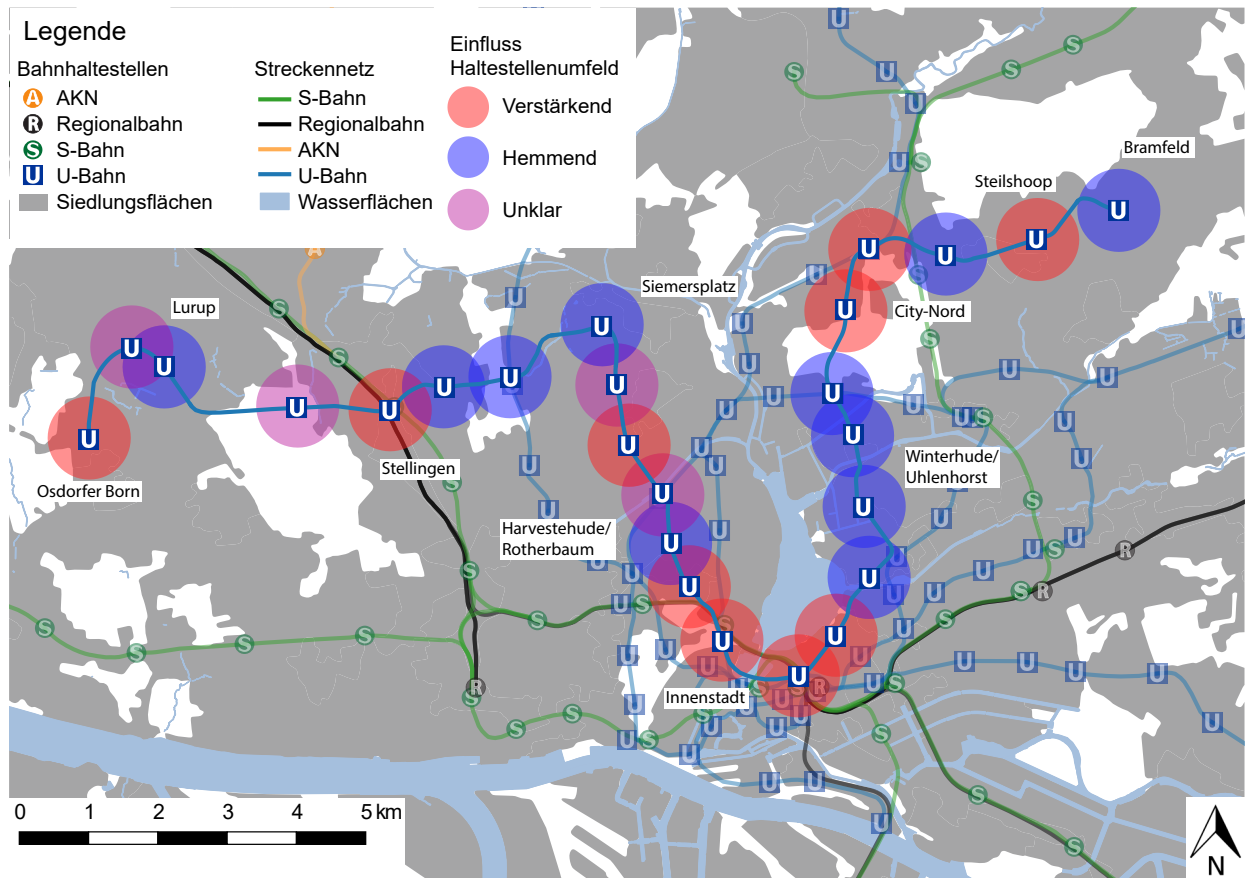 Legende
Bahnhaltestellen
A AKN
R Regionalbahn
S S-Bahn
U U-Bahn
Siedlungsflächen
Streckennetz
S-Bahn
Regionalbahn
AKN
U-Bahn
Wasserflächen
Einfluss
Haltestellenumfeld
Verstärkend
Hemmend
Unklar
Bramfeld
Steilshoop
Siemersplatz
City-Nord
Lurup
Stellingen
Osdorfer Born
Winterhude/
Uhlenhorst
Harvestehude/
Rotherbaum
Innenstadt
0 1 2 3 4 5 km
N